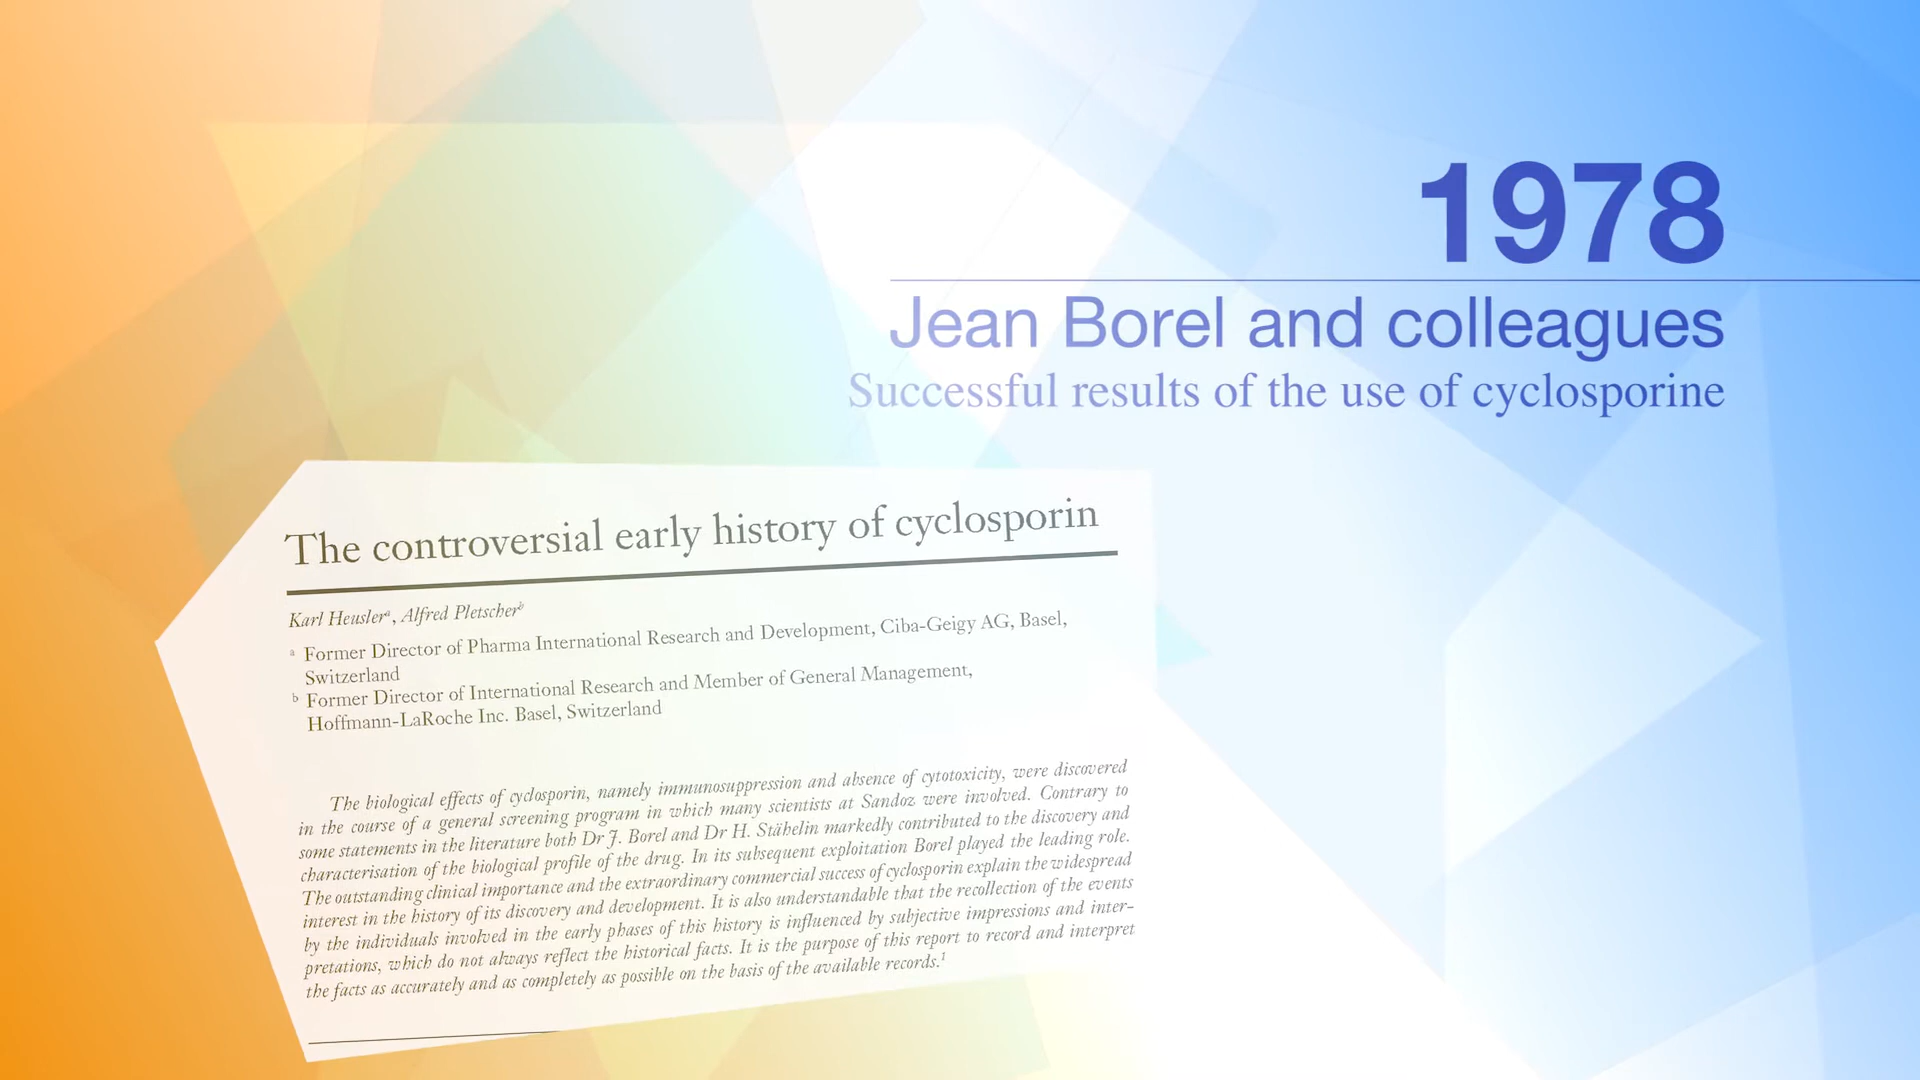 1978
Jean Borel and colleagues
Successful results of the use of cyclosporine
The controversial early history of cyclosporin
Karl Heuslerª, Alfred Pletscherᵇ
ª Former Director of Pharma International Research and Development, Ciba-Geigy AG, Basel,
Switzerland
ᵇ Former Director of International Research and Member of General Management,
Hoffmann-LaRoche Inc. Basel, Switzerland
The biological effects of cyclosporin, namely immunosuppression and absence of cytotoxicity, were discovered
in the course of a general screening program in which many scientists at Sandoz were involved. Contrary to
some statements in the literature both Dr J. Borel and Dr H. Stähelin markedly contributed to the discovery and
characterisation of the biological profile of the drug. In its subsequent exploitation Borel played the leading role.
The outstanding clinical importance and the extraordinary commercial success of cyclosporin explain the widespread
interest in the history of its discovery and development. It is also understandable that the recollection of the events
by the individuals involved in the early phases of this history is influenced by subjective impressions and inter-
pretations, which do not always reflect the historical facts. It is the purpose of this report to record and interpret
the facts as accurately and as completely as possible on the basis of the available records.¹